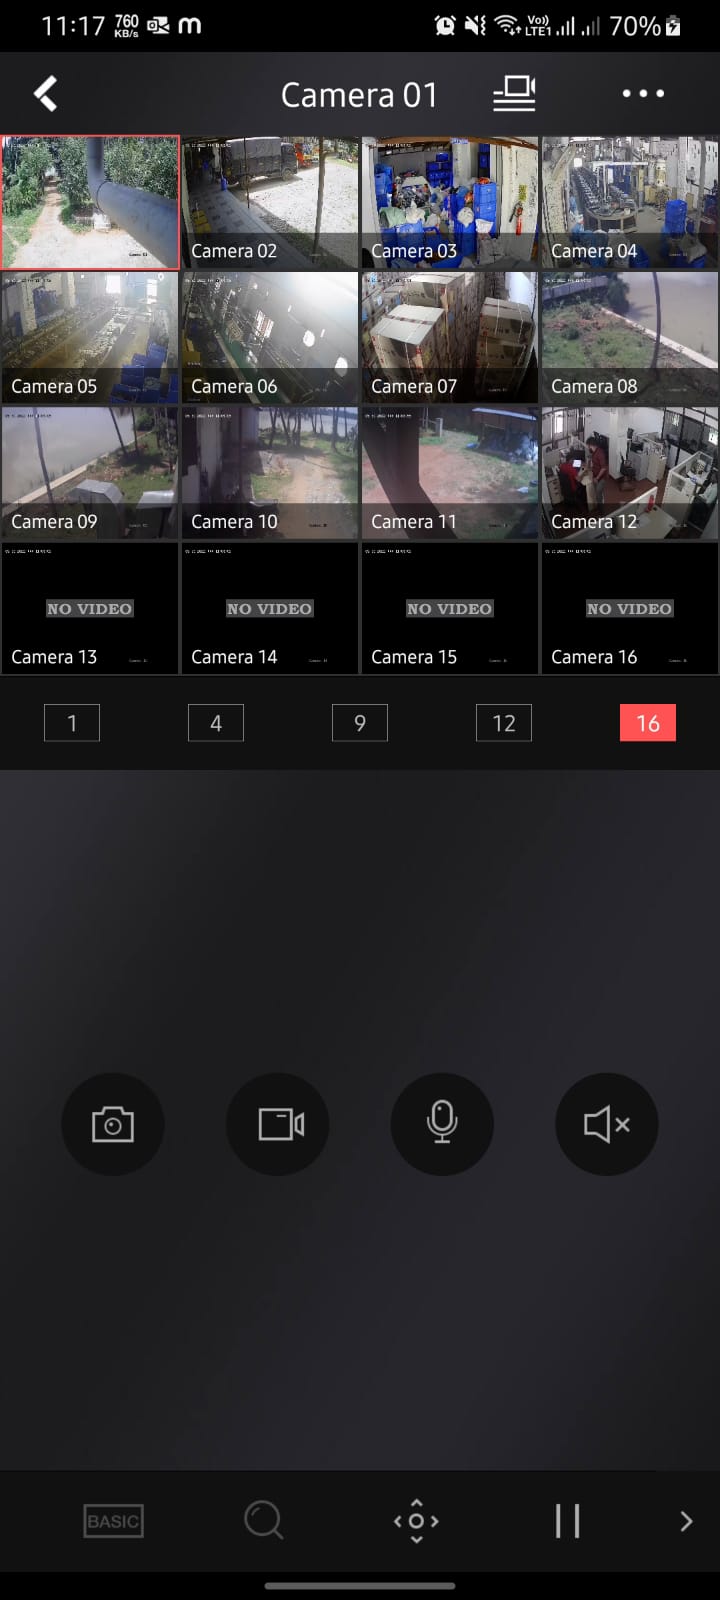 11:17 760 KB/s m Vo)) LTE1 70%
Camera 01
Camera 02
Camera 03
Camera 04
Camera 05
Camera 06
Camera 07
Camera 08
Camera 09
Camera 10
Camera 11
Camera 12
NO VIDEO
NO VIDEO
NO VIDEO
NO VIDEO
Camera 13
Camera 14
Camera 15
Camera 16
1
4
9
12
16
BASIC